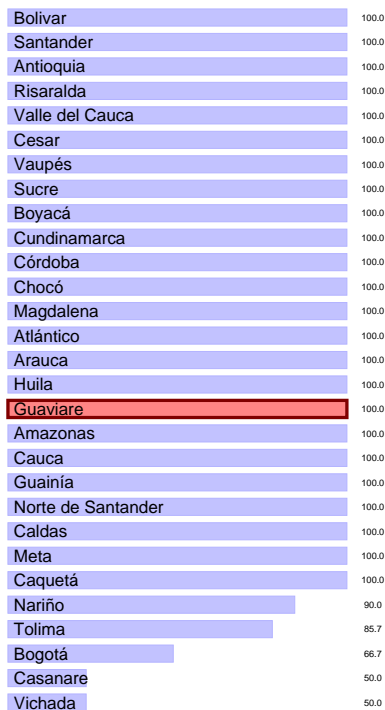 Bolivar 100.0
Santander 100.0
Antioquia 100.0
Risaralda 100.0
Valle del Cauca 100.0
Cesar 100.0
Vaupés 100.0
Sucre 100.0
Boyacá 100.0
Cundinamarca 100.0
Córdoba 100.0
Chocó 100.0
Magdalena 100.0
Atlántico 100.0
Arauca 100.0
Huila 100.0
Guaviare 100.0
Amazonas 100.0
Cauca 100.0
Guainía 100.0
Norte de Santander 100.0
Caldas 100.0
Meta 100.0
Caquetá 100.0
Nariño 90.0
Tolima 85.7
Bogotá 66.7
Casanare 50.0
Vichada 50.0